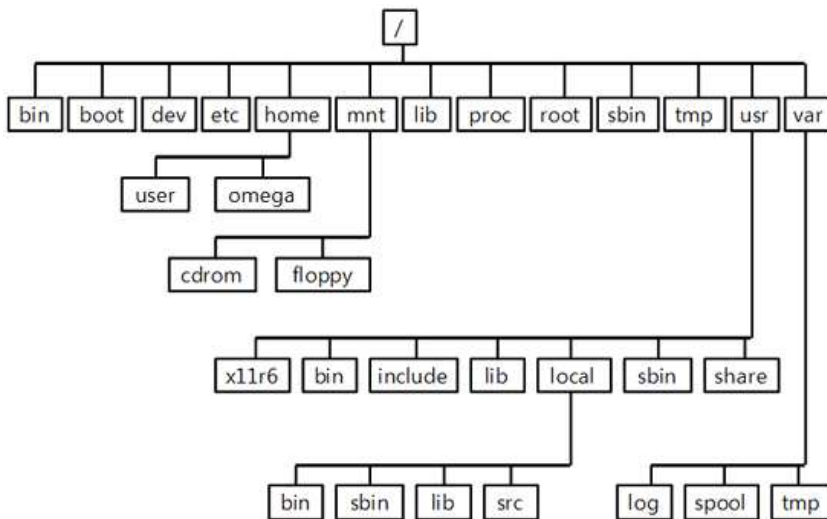 /
bin boot dev etc home mnt lib proc root sbin tmp usr var
user omega
cdrom floppy
x11r6 bin include lib local sbin share
bin sbin lib src log spool tmp